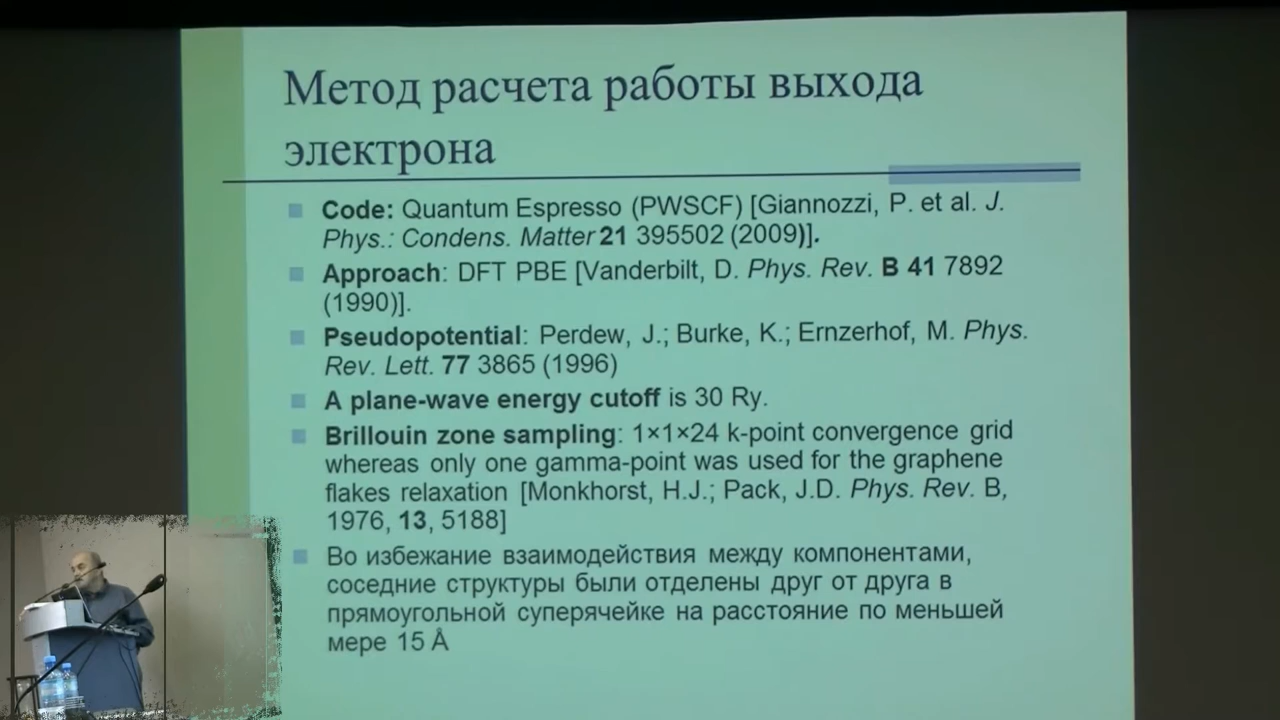 Метод расчета работы выхода
электрона
Code: Quantum Espresso (PWSCF) [Giannozzi, P. et al. J.
Phys.: Condens. Matter 21 395502 (2009)].
Approach: DFT PBE [Vanderbilt, D. Phys. Rev. B 41 7892
(1990)].
Pseudopotential: Perdew, J.; Burke, K.; Ernzerhof, M. Phys.
Rev. Lett. 77 3865 (1996)
A plane-wave energy cutoff is 30 Ry.
Brillouin zone sampling: 1×1×24 k-point convergence grid
whereas only one gamma-point was used for the graphene
flakes relaxation [Monkhorst, H.J.; Pack, J.D. Phys. Rev. B,
1976, 13, 5188]
Во избежание взаимодействия между компонентами,
соседние структуры были отделены друг от друга в
прямоугольной суперячейке на расстояние по меньшей
мере 15 Å